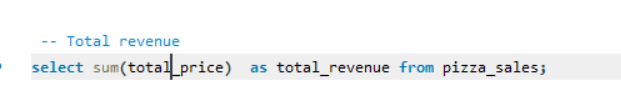 -- Total revenue
select sum(total_price)  as total_revenue from pizza_sales;